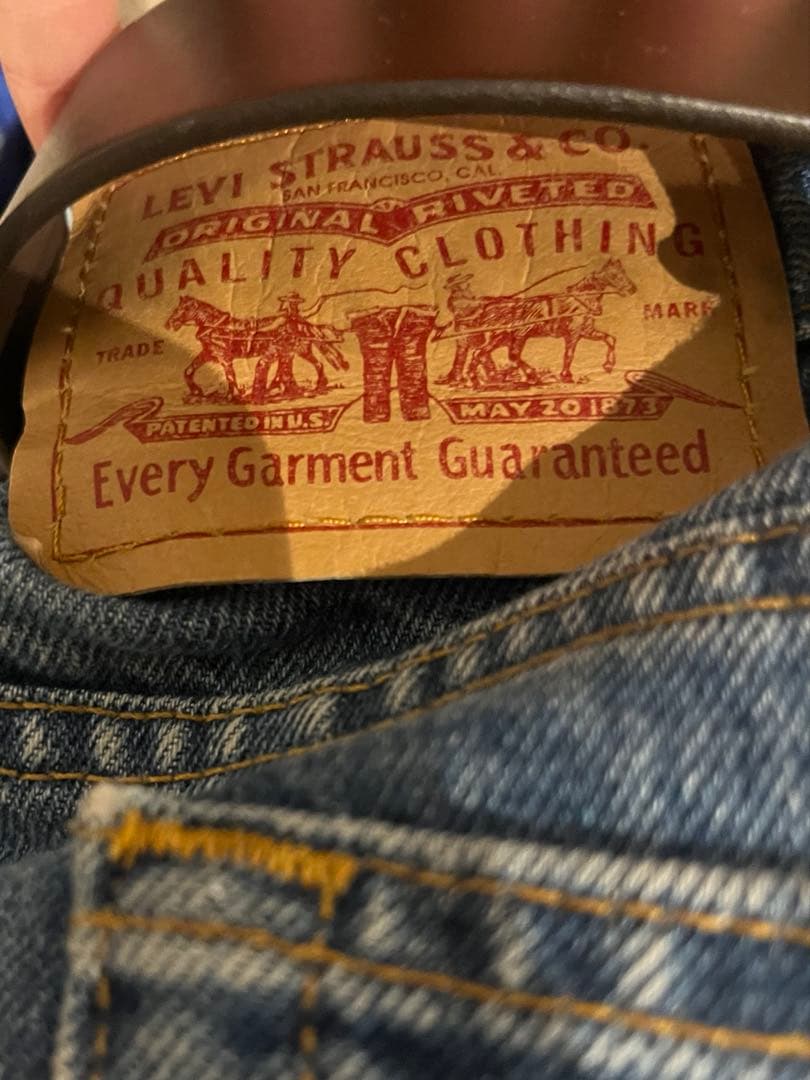 LEVI STRAUSS & CO.
SAN FRANCISCO, CAL.
ORIGINAL RIVETED
QUALITY CLOTHING
TRADE MARK
PATENTED IN U.S. MAY 20 1873
Every Garment Guaranteed